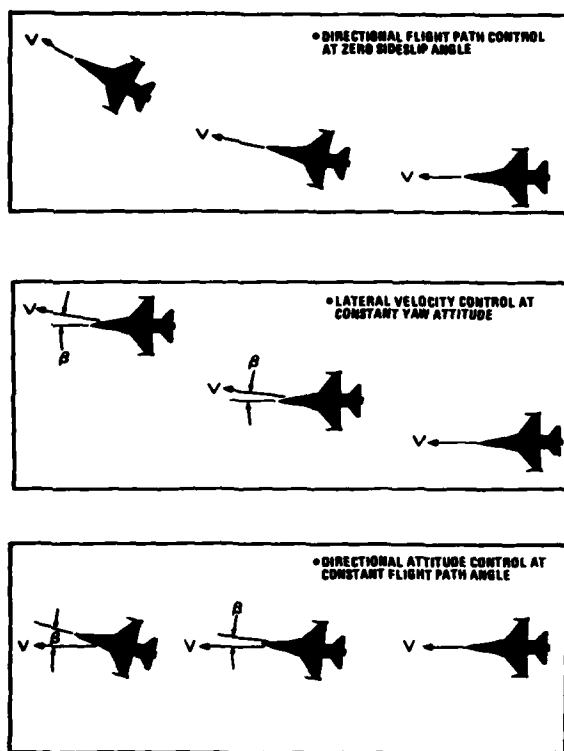 • DIRECTIONAL FLIGHT PATH CONTROL
AT ZERO SIDESLIP ANGLE
V
V
V
• LATERAL VELOCITY CONTROL AT
CONSTANT YAW ATTITUDE
V
β
β
V
V
• DIRECTIONAL ATTITUDE CONTROL AT
CONSTANT FLIGHT PATH ANGLE
β
β
V
V
V